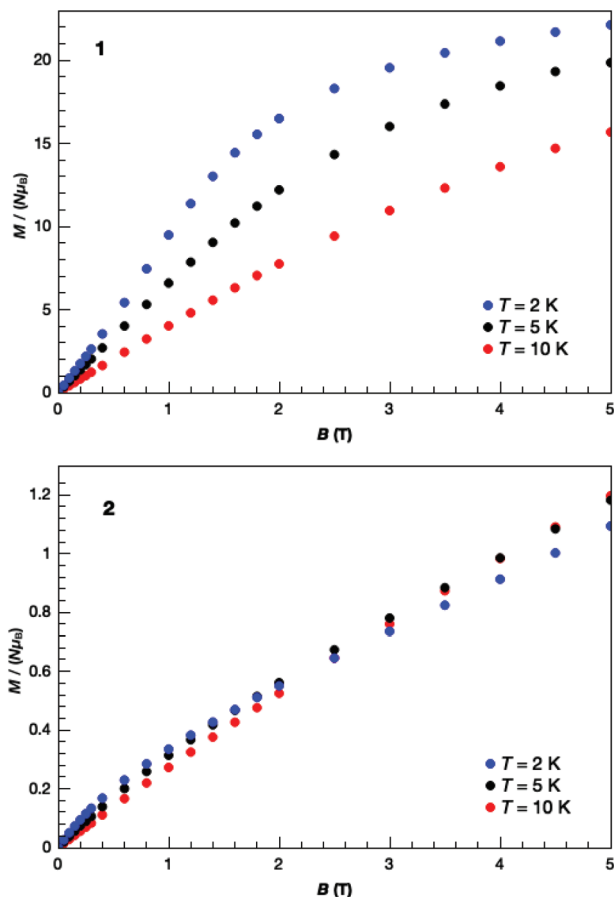 1
20
15
10
5
0
M / (NμB)
T = 2 K
T = 5 K
T = 10 K
0 1 2 3 4 5
B (T)
2
1.2
1
0.8
0.6
0.4
0.2
0
M / (NμB)
T = 2 K
T = 5 K
T = 10 K
0 1 2 3 4 5
B (T)